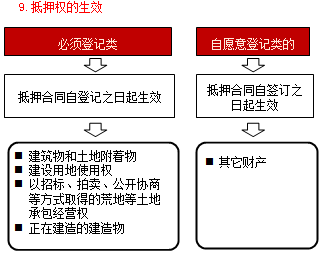 9. 抵押权的生效
必须登记类
自愿意登记类的
抵押合同自登记之日起生效
抵押合同自签订之
日起生效
■ 建筑物和土地附着物
■ 建设用地使用权
■ 以招标、拍卖、公开协商
等方式取得的荒地等土地
承包经营权
■ 正在建造的建造物
■ 其它财产